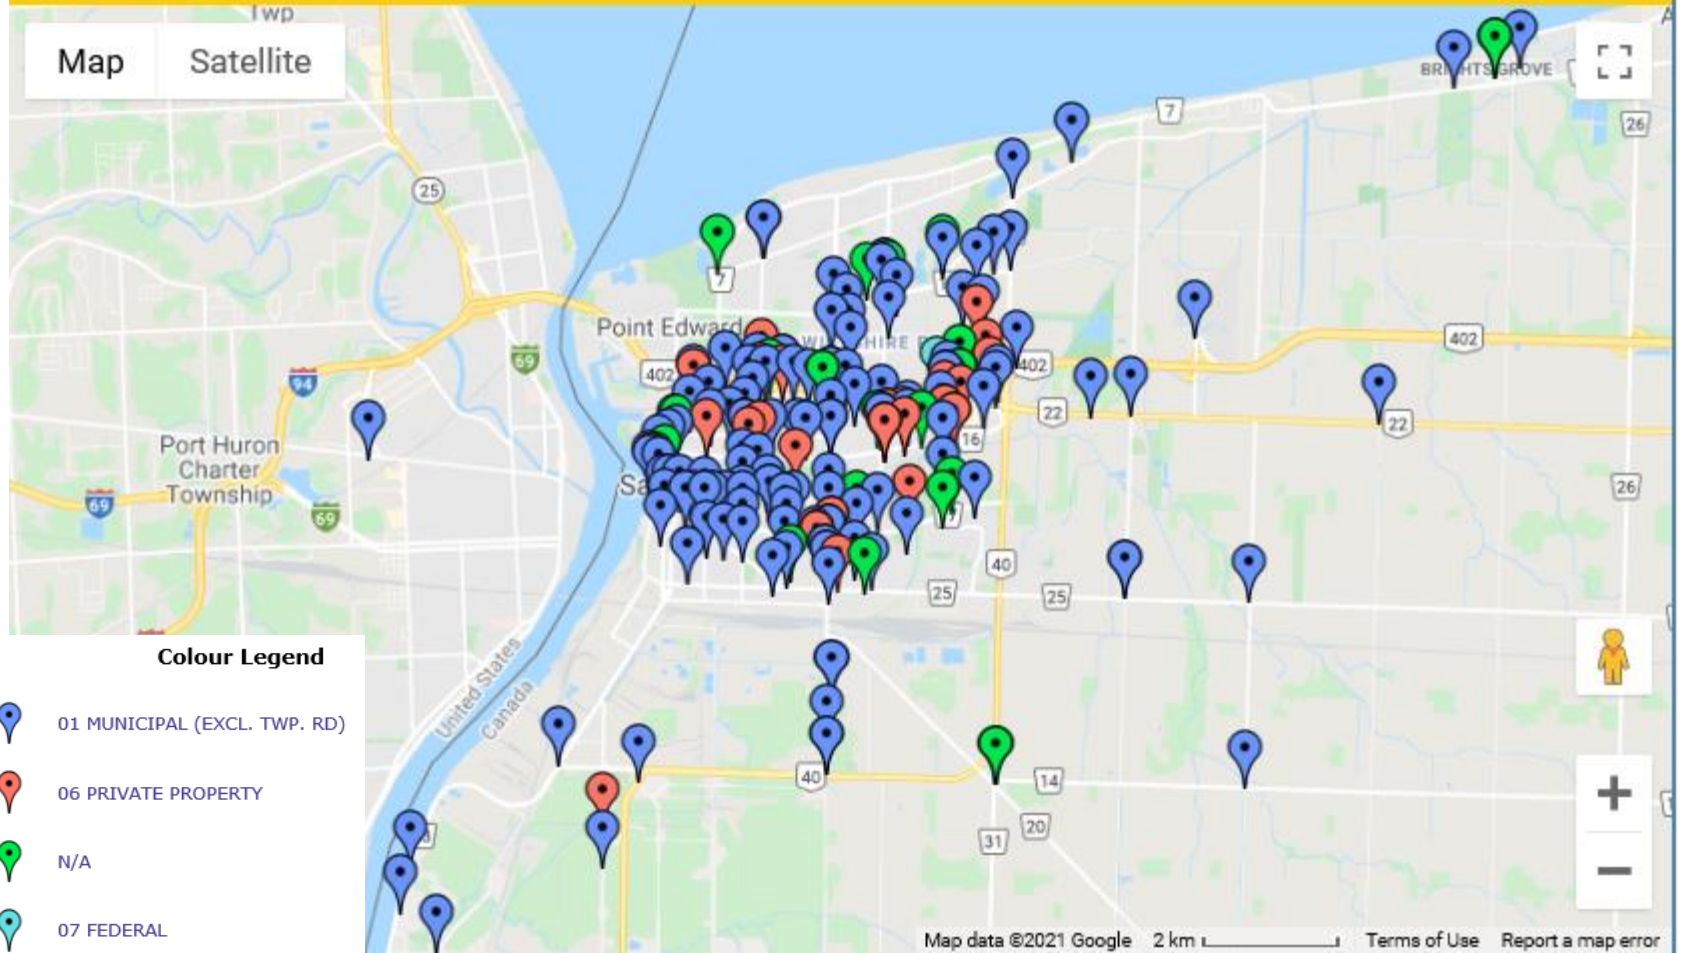 Twp
Map
Satellite
BRIGHTS GROVE
7
26
25
7
Point Edward
402
402
402
69
94
22
22
16
Port Huron
Charter
Township
69
69
26
40
25
25
United States
Canada
40
14
20
31
Colour Legend
01 MUNICIPAL (EXCL. TWP. RD)
06 PRIVATE PROPERTY
N/A
07 FEDERAL
Map data ©2021 Google
2 km
Terms of Use
Report a map error